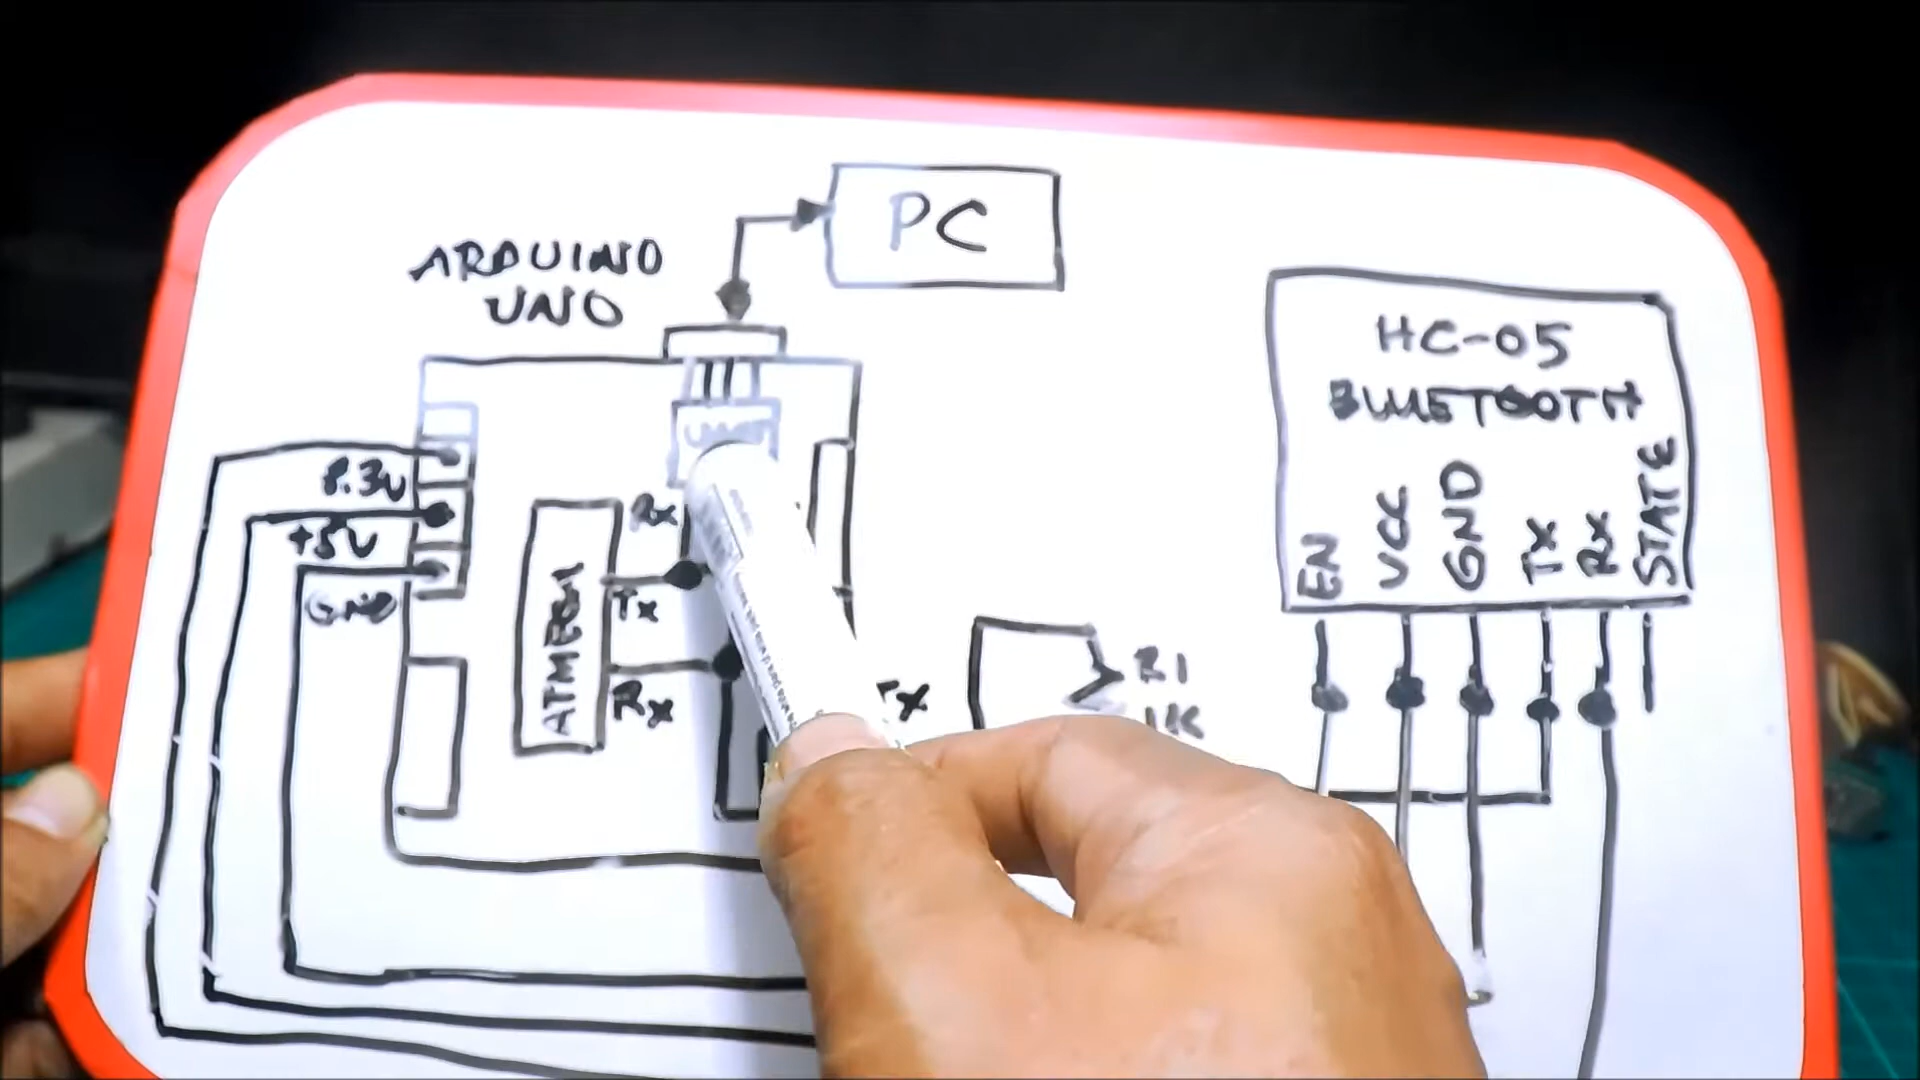 PC
ARDUINO
UNO
HC-05
BLUETOOTH
3.3V
+5V
GND
ATMEGA
Rx
Tx
Rx
Tx
R1
1K
EN
VCC
GND
TX
Rx
STATE